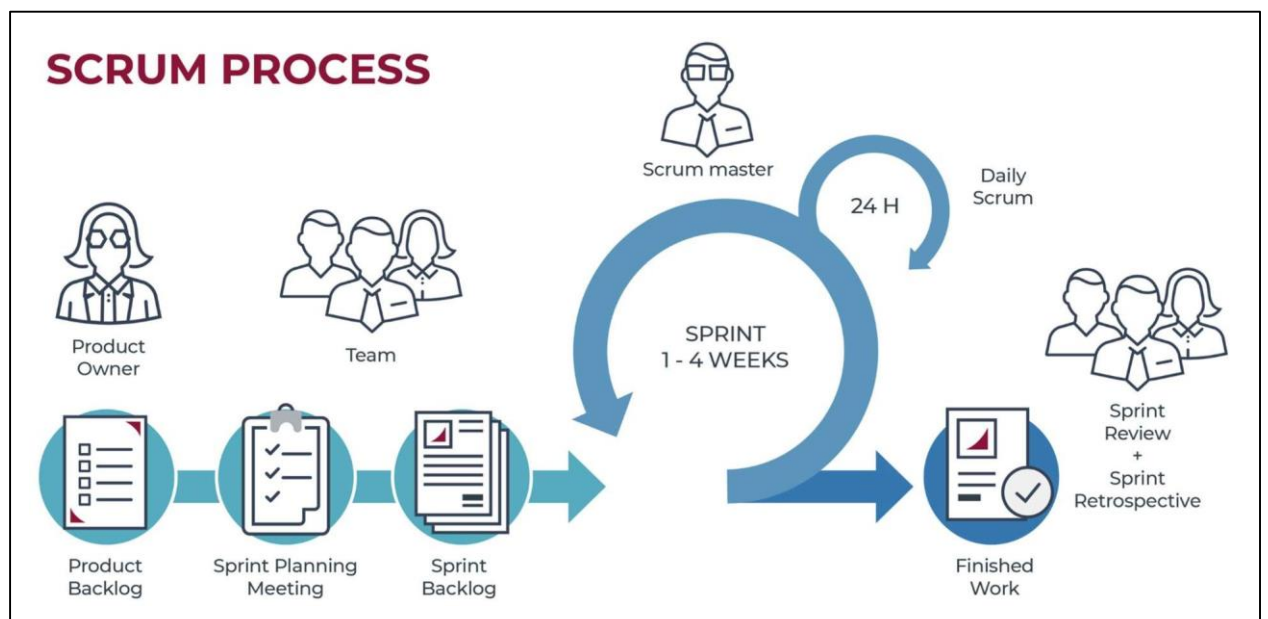 SCRUM PROCESS
Scrum master
24 H
Daily
Scrum
Product
Owner
Team
SPRINT
1 - 4 WEEKS
Sprint
Review
+
Sprint
Retrospective
Product
Backlog
Sprint Planning
Meeting
Sprint
Backlog
Finished
Work